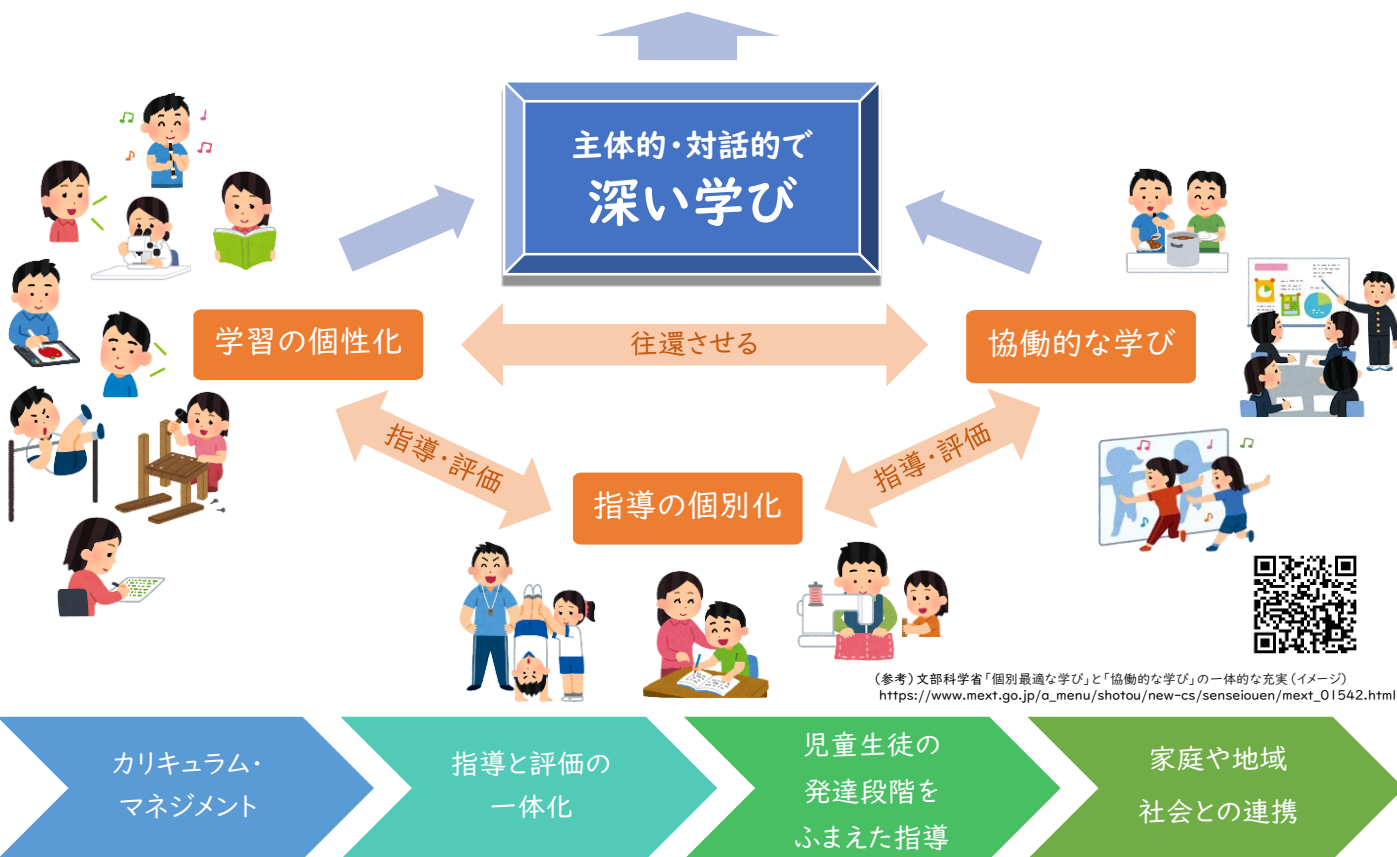 主体的・対話的で
深い学び
学習の個性化
往還させる
協働的な学び
指導・評価
指導・評価
指導の個別化
(参考)文部科学省「個別最適な学び」と「協働的な学び」の一体的な充実(イメージ)
https://www.mext.go.jp/a_menu/shotou/new-cs/senseiouen/mext_01542.html
カリキュラム・
マネジメント
指導と評価の
一体化
児童生徒の
発達段階を
ふまえた指導
家庭や地域
社会との連携